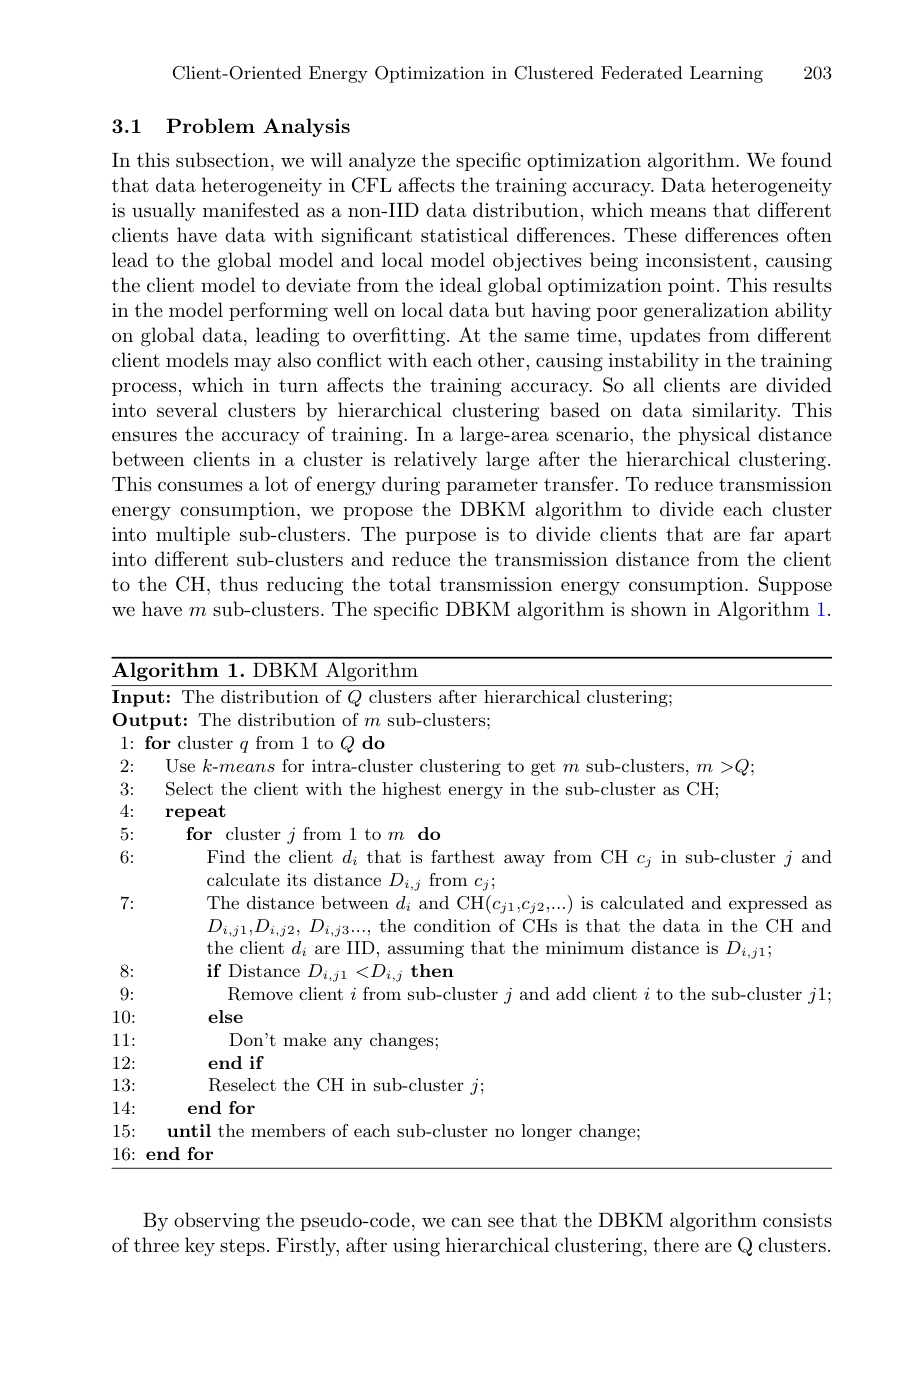 Client-Oriented Energy Optimization in Clustered Federated Learning 203
3.1 Problem Analysis
In this subsection, we will analyze the specific optimization algorithm. We found
that data heterogeneity in CFL affects the training accuracy. Data heterogeneity
is usually manifested as a non-IID data distribution, which means that different
clients have data with significant statistical differences. These differences often
lead to the global model and local model objectives being inconsistent, causing
the client model to deviate from the ideal global optimization point. This results
in the model performing well on local data but having poor generalization ability
on global data, leading to overfitting. At the same time, updates from different
client models may also conflict with each other, causing instability in the training
process, which in turn affects the training accuracy. So all clients are divided
into several clusters by hierarchical clustering based on data similarity. This
ensures the accuracy of training. In a large-area scenario, the physical distance
between clients in a cluster is relatively large after the hierarchical clustering.
This consumes a lot of energy during parameter transfer. To reduce transmission
energy consumption, we propose the DBKM algorithm to divide each cluster
into multiple sub-clusters. The purpose is to divide clients that are far apart
into different sub-clusters and reduce the transmission distance from the client
to the CH, thus reducing the total transmission energy consumption. Suppose
we have m sub-clusters. The specific DBKM algorithm is shown in Algorithm 1.
Algorithm 1. DBKM Algorithm
Input: The distribution of Q clusters after hierarchical clustering;
Output: The distribution of m sub-clusters;
1: for cluster q from 1 to Q do
2: Use k-means for intra-cluster clustering to get m sub-clusters, m >Q;
3: Select the client with the highest energy in the sub-cluster as CH;
4: repeat
5: for cluster j from 1 to m do
6: Find the client d_i that is farthest away from CH c_j in sub-cluster j and
calculate its distance D_{i,j} from c_j;
7: The distance between d_i and CH(c_{j1},c_{j2},...) is calculated and expressed as
D_{i,j1},D_{i,j2}, D_{i,j3}..., the condition of CHs is that the data in the CH and
the client d_i are IID, assuming that the minimum distance is D_{i,j1};
8: if Distance D_{i,j1} <D_{i,j} then
9: Remove client i from sub-cluster j and add client i to the sub-cluster j1;
10: else
11: Don't make any changes;
12: end if
13: Reselect the CH in sub-cluster j;
14: end for
15: until the members of each sub-cluster no longer change;
16: end for
By observing the pseudo-code, we can see that the DBKM algorithm consists
of three key steps. Firstly, after using hierarchical clustering, there are Q clusters.